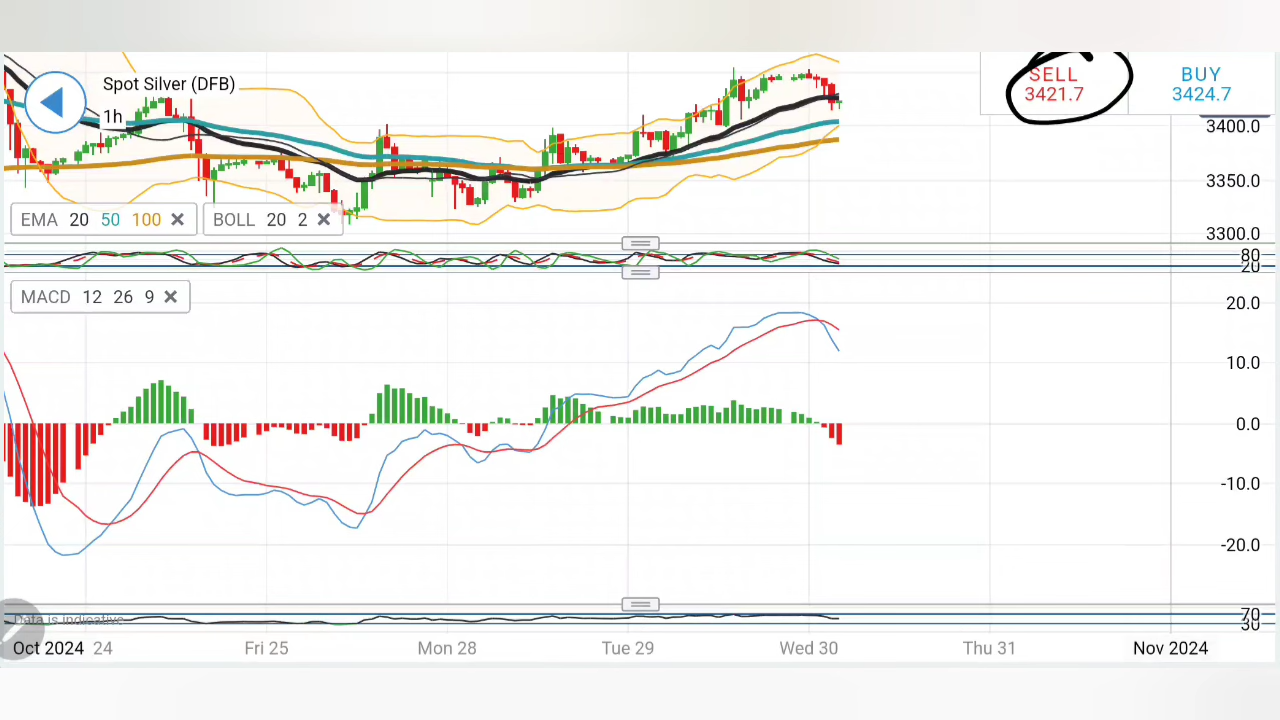 Spot Silver (DFB)
1h
SELL
3421.7
BUY
3424.7
3400.0
3350.0
3300.0
EMA 20 50 100
BOLL 20 2
80
20
MACD 12 26 9
20.0
10.0
0.0
-10.0
-20.0
Data is indicative
70
30
Oct 2024 24 Fri 25 Mon 28 Tue 29 Wed 30 Thu 31 Nov 2024